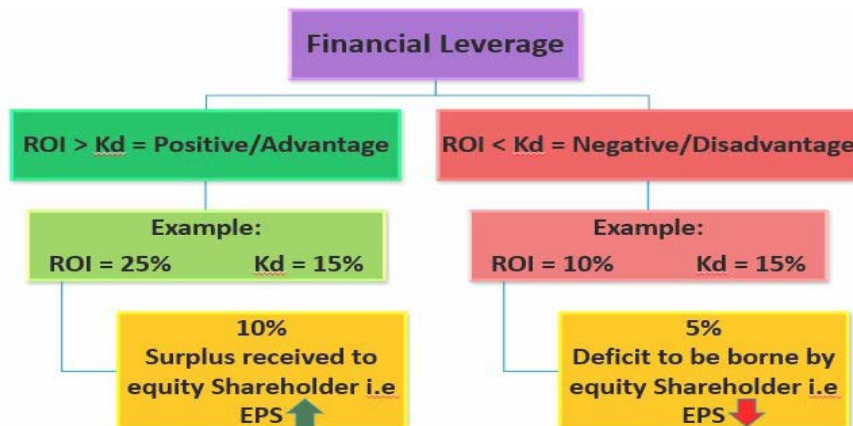 Financial Leverage
ROI > Kd = Positive/Advantage
ROI < Kd = Negative/Disadvantage
Example:
ROI = 25% Kd = 15%
Example:
ROI = 10% Kd = 15%
10%
Surplus received to
equity Shareholder i.e
EPS
5%
Deficit to be borne by
equity Shareholder i.e
EPS